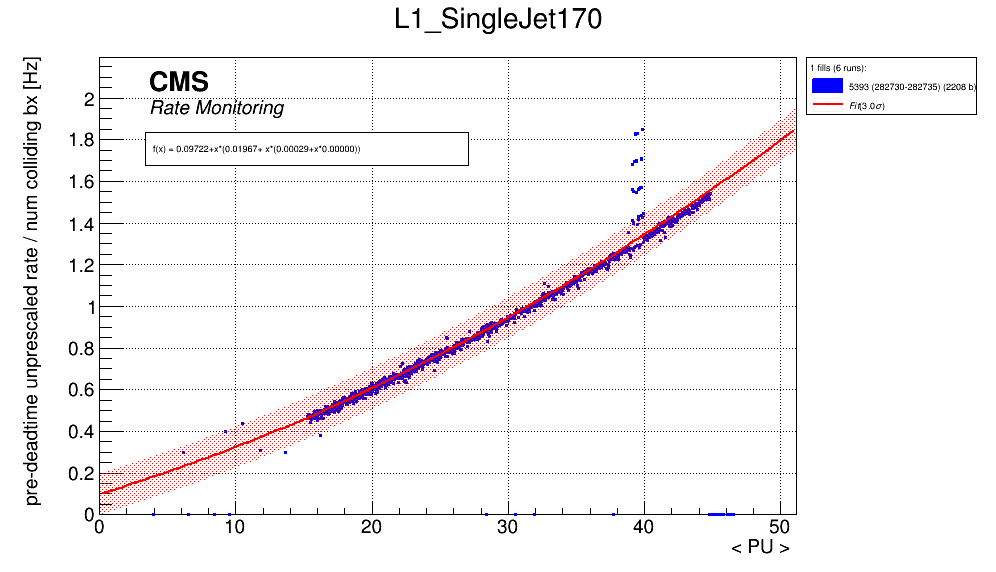 L1_SingleJet170
pre-deadtime unprescaled rate / num colliding bx [Hz]
CMS
Rate Monitoring
f(x) = 0.09722+x*(0.01967+ x*(0.00029+x*0.00000))
2
1.8
1.6
1.4
1.2
1
0.8
0.6
0.4
0.2
0
0 10 20 30 40 50
< PU >
1 fills (6 runs):
5393 (282730-282735) (2208 b)
Fit(3.0σ)